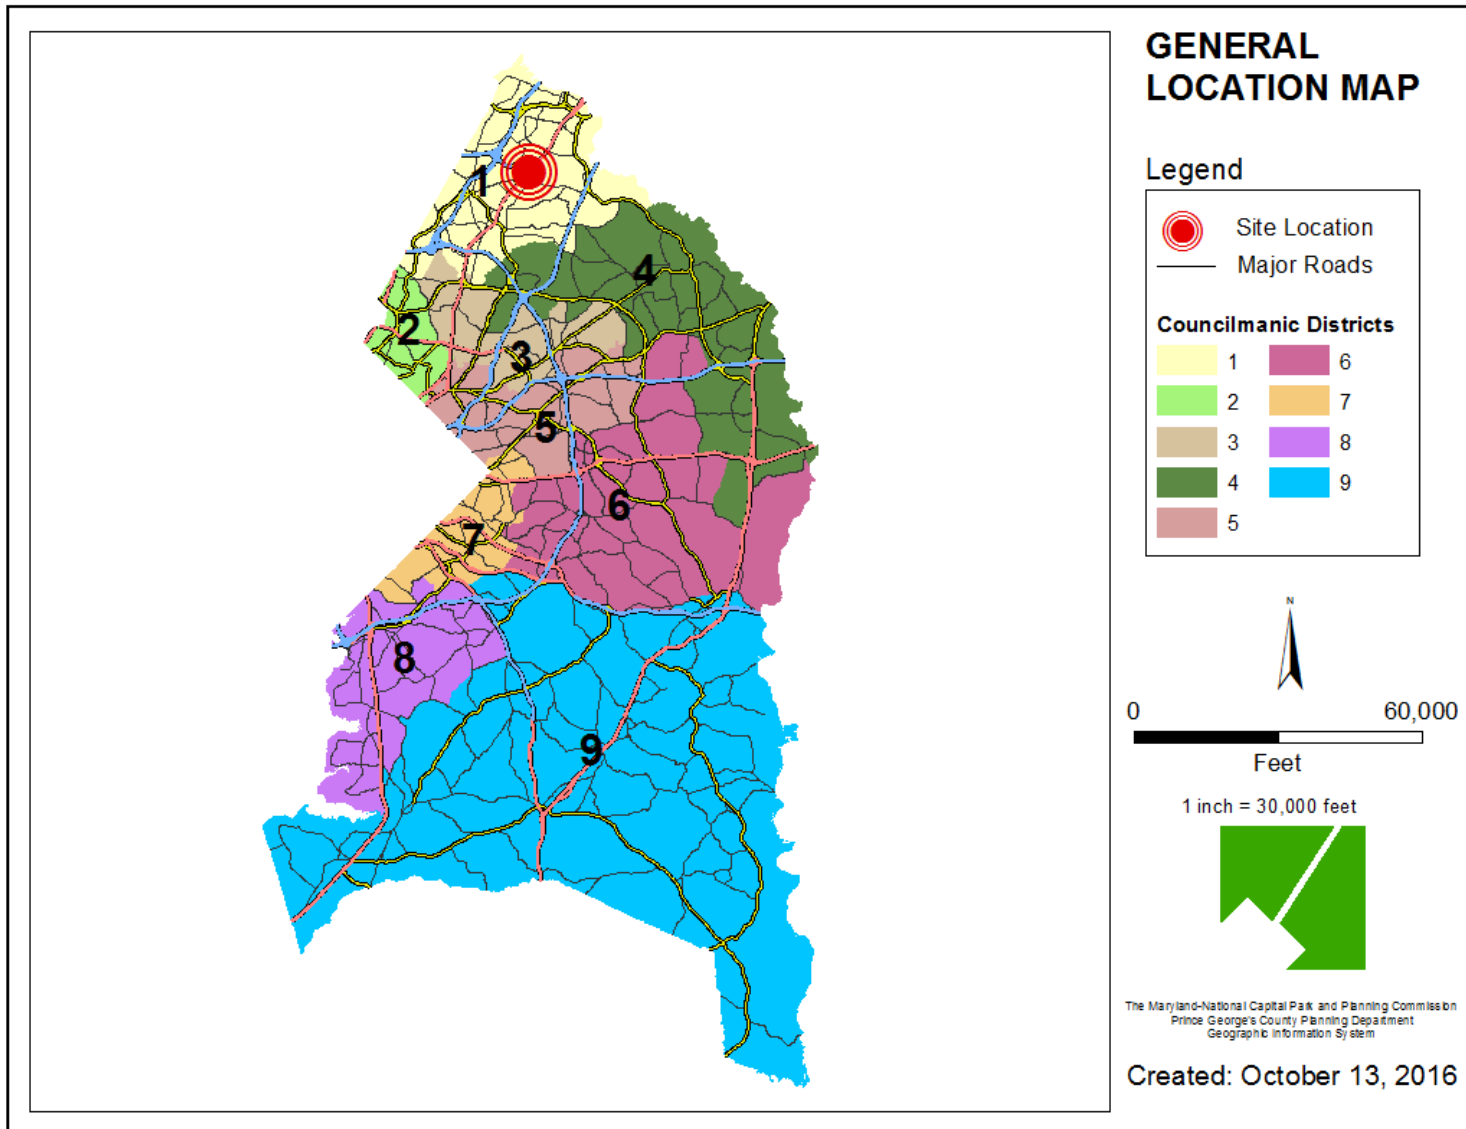 GENERAL
LOCATION MAP
Legend
Site Location
Major Roads
Councilmanic Districts
1 6
2 7
3 8
4 9
5
1
4
2
3
5
6
7
8
9
N
0 60,000
Feet
1 inch = 30,000 feet
The Maryland-National Capital Park and Planning Commission
Prince George's County Planning Department
Geographic Information System
Created: October 13, 2016